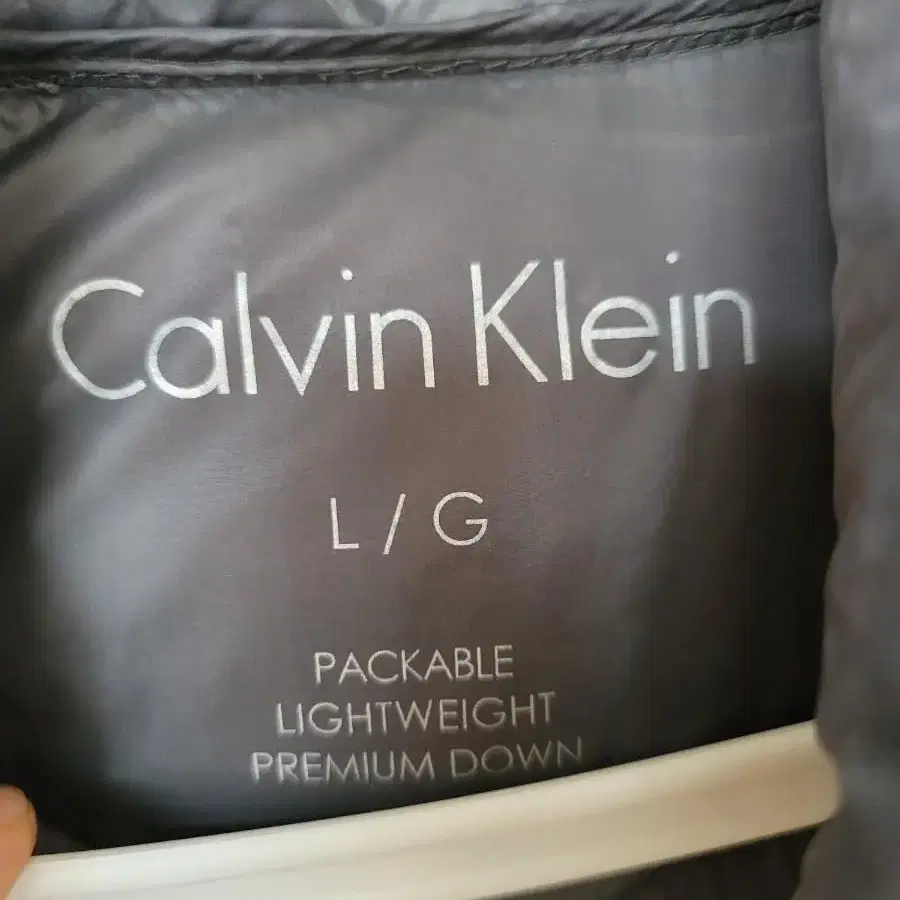 Calvin Klein
L / G
PACKABLE
LIGHTWEIGHT
PREMIUM DOWN